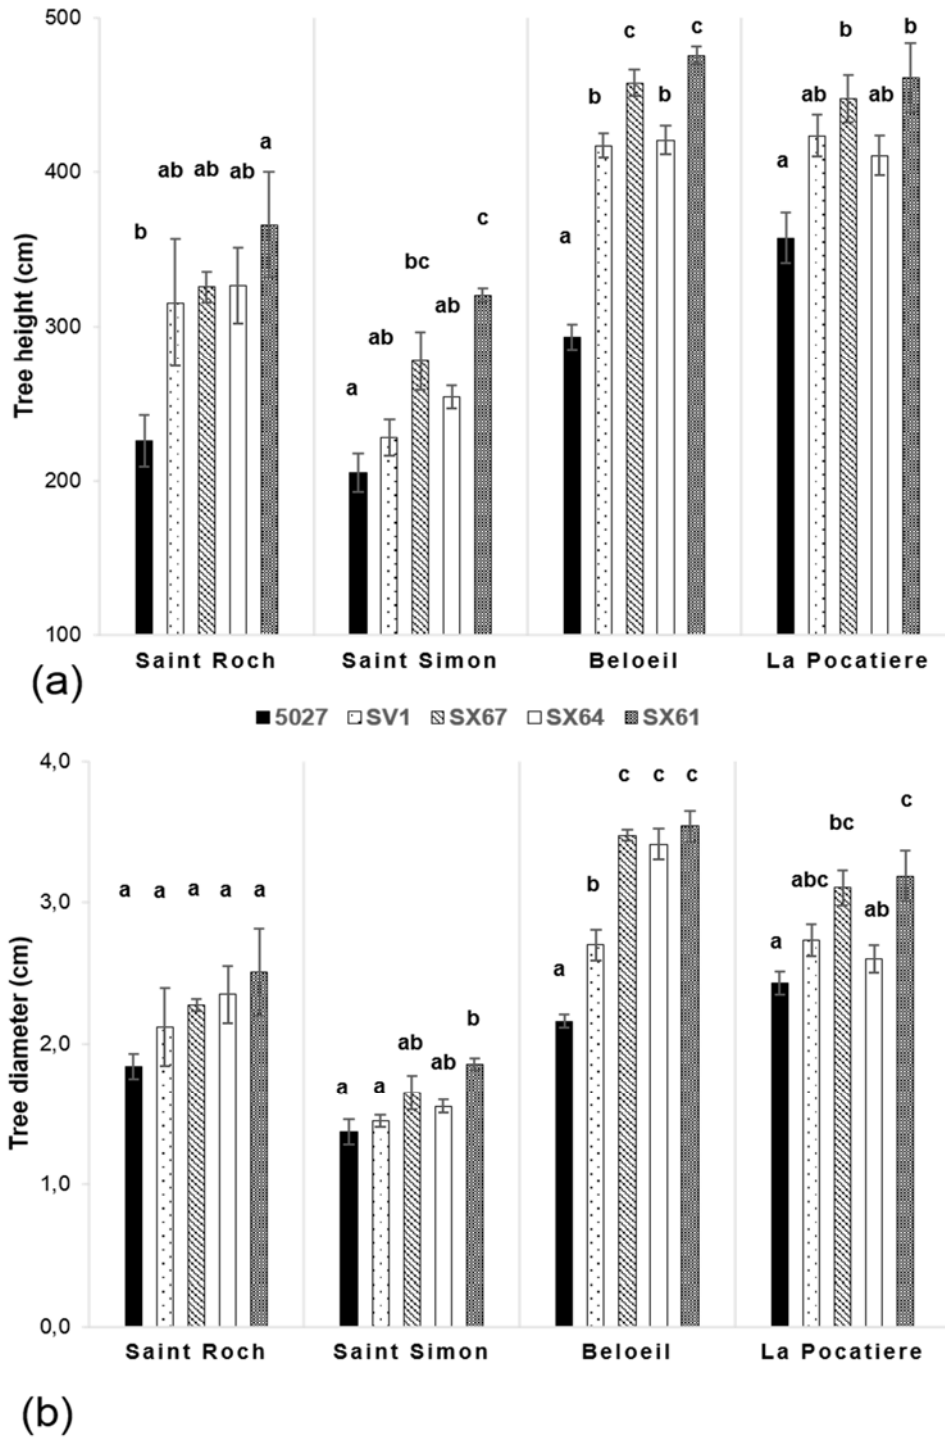 500
400
300
200
100
Tree height (cm)
b ab ab ab a
a ab bc ab c
a b c b c
a ab b ab b
Saint Roch Saint Simon Beloeil La Pocatiere
(a)
5027 SV1 SX67 SX64 SX61
4,0
3,0
2,0
1,0
0,0
Tree diameter (cm)
a a a a a
a a ab ab b
a b c c c
a abc bc ab c
Saint Roch Saint Simon Beloeil La Pocatiere
(b)